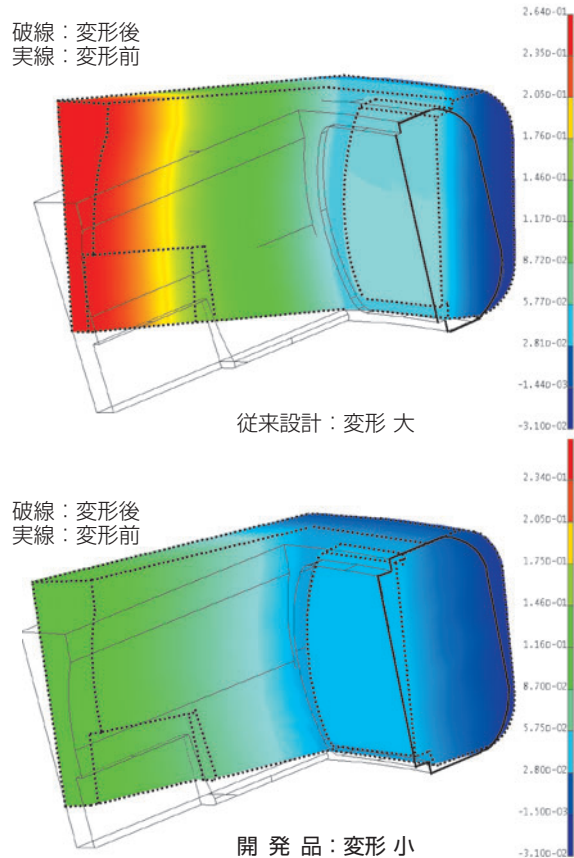 破線：変形後
実線：変形前
2.64D-01
2.35D-01
2.05D-01
1.76D-01
1.46D-01
1.17D-01
8.72D-02
5.77D-02
2.81D-02
-1.44D-03
-3.10D-02
従来設計：変形 大
破線：変形後
実線：変形前
2.34D-01
2.05D-01
1.75D-01
1.46D-01
1.16D-01
8.70D-02
5.75D-02
2.80D-02
-1.50D-03
-3.10D-02
開 発 品：変形 小